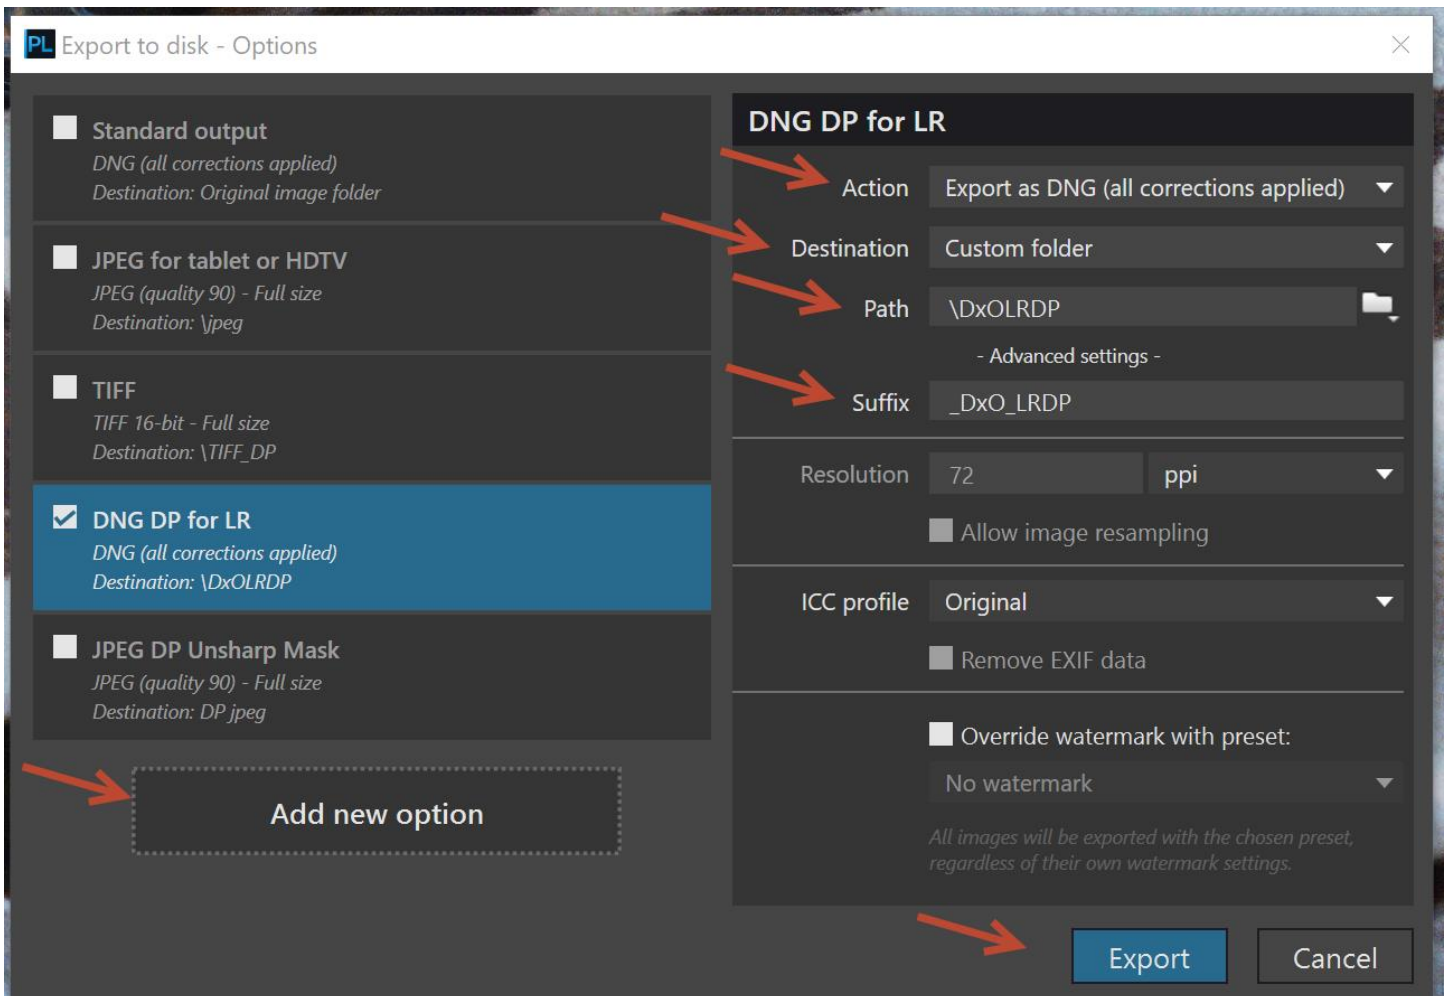 PL Export to disk - Options
Standard output
DNG (all corrections applied)
Destination: Original image folder
JPEG for tablet or HDTV
JPEG (quality 90) - Full size
Destination: \jpeg
TIFF
TIFF 16-bit - Full size
Destination: \TIFF_DP
DNG DP for LR
DNG (all corrections applied)
Destination: \DxOLRDP
JPEG DP Unsharp Mask
JPEG (quality 90) - Full size
Destination: DP jpeg
Add new option
DNG DP for LR
Action Export as DNG (all corrections applied)
Destination Custom folder
Path \DxOLRDP
- Advanced settings -
Suffix _DxO_LRDP
Resolution 72 ppi
Allow image resampling
ICC profile Original
Remove EXIF data
Override watermark with preset:
No watermark
All images will be exported with the chosen preset,
regardless of their own watermark settings.
Export Cancel